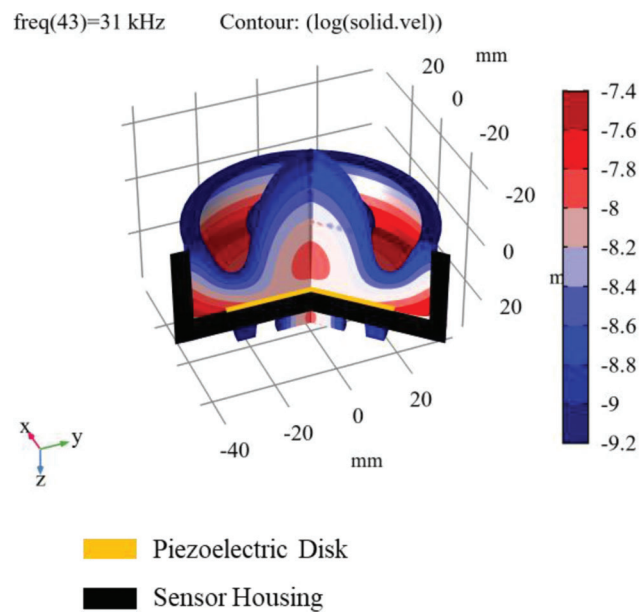 freq(43)=31 kHz Contour: (log(solid.vel))
mm
20
0
-20
-20
0
20
m
-40
-20
0
20
mm
-7.4
-7.6
-7.8
-8
-8.2
-8.4
-8.6
-8.8
-9
-9.2
x
y
z
Piezoelectric Disk
Sensor Housing